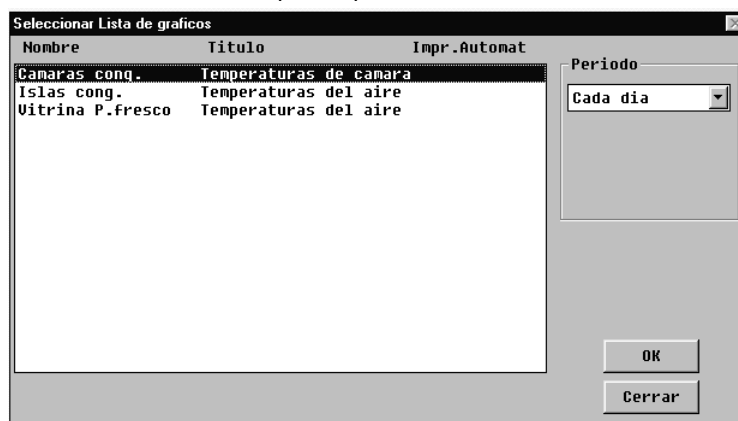 Seleccionar Lista de graficos
Nombre Titulo Impr.Automat
Camaras cong. Temperaturas de camara
Islas cong. Temperaturas del aire
Vitrina P.fresco Temperaturas del aire
Periodo
Cada dia
OK
Cerrar